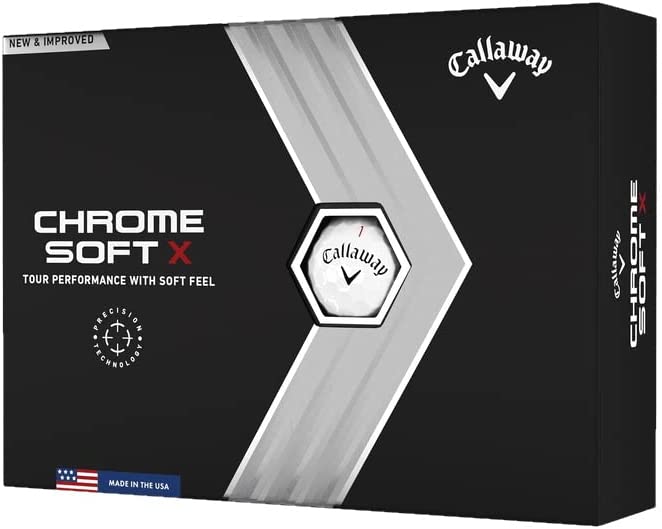 NEW & IMPROVED
Callaway
CHROME
SOFT X
TOUR PERFORMANCE WITH SOFT FEEL
PRECISION
TECHNOLOGY
1
Callaway
MADE IN THE USA
Callaway
CHROME
SOFT X